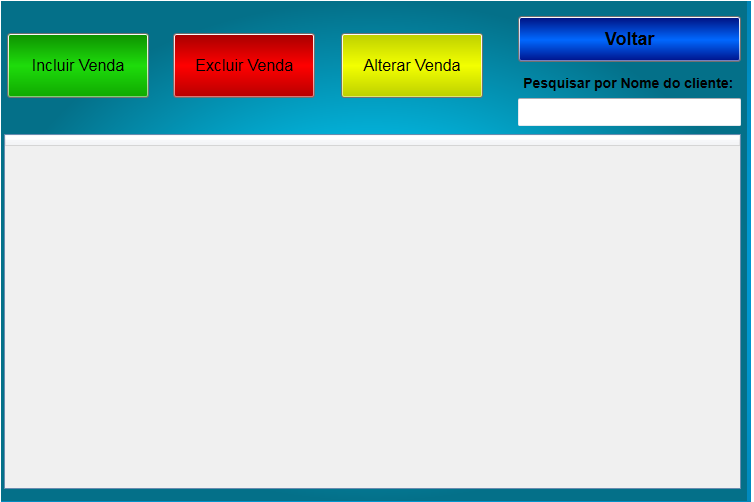 Incluir Venda
Excluir Venda
Alterar Venda
Voltar
Pesquisar por Nome do cliente: